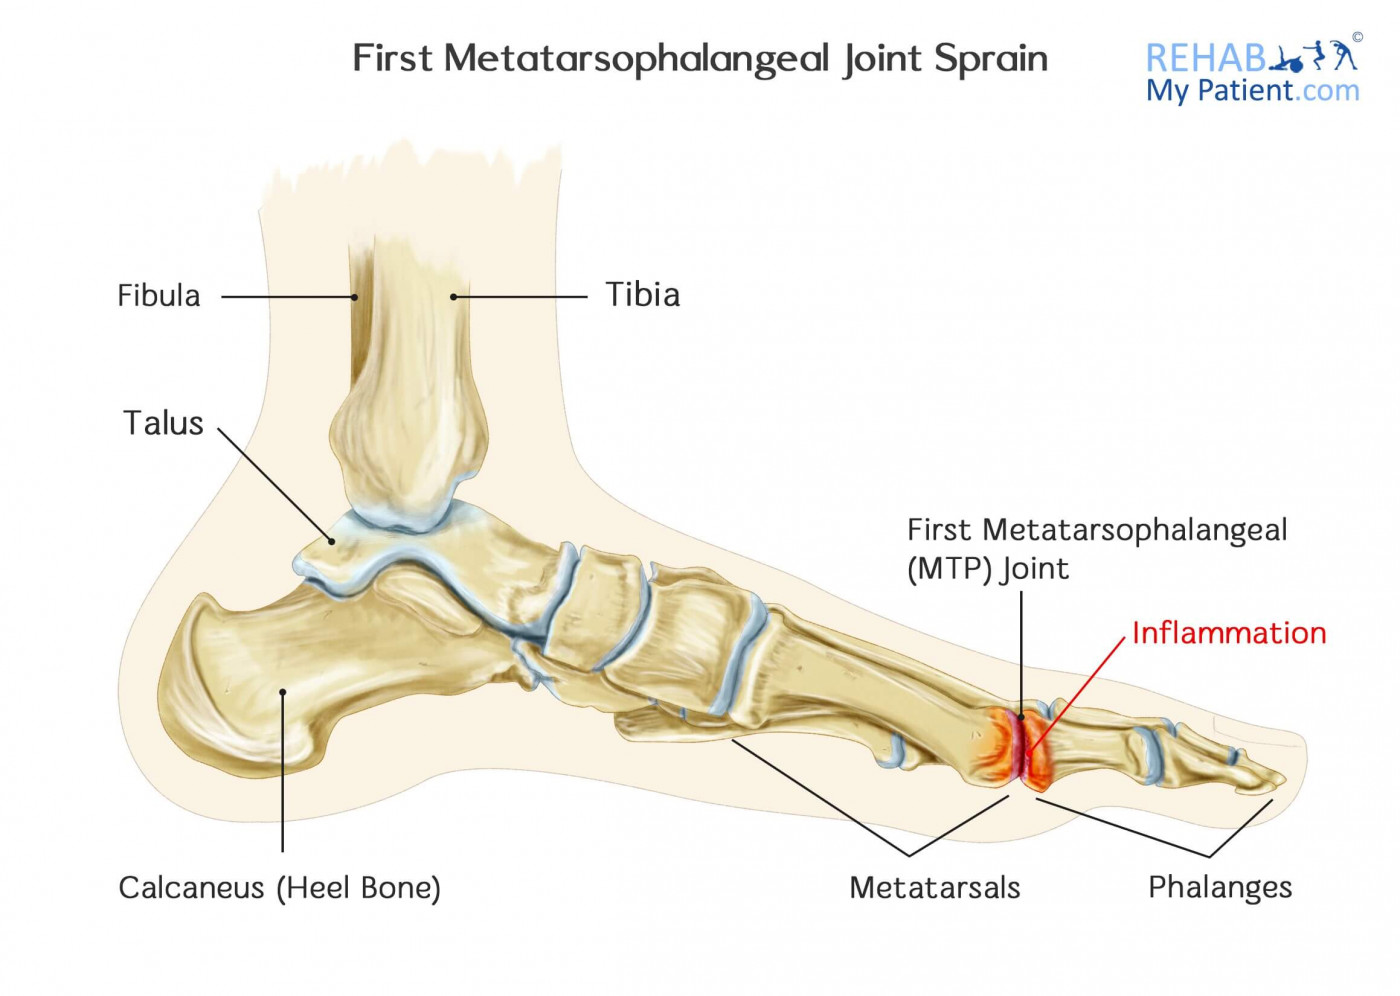 First Metatarsophalangeal Joint Sprain
REHAB ©
My Patient.com
Fibula
Tibia
Talus
First Metatarsophalangeal
(MTP) Joint
Inflammation
Calcaneus (Heel Bone)
Metatarsals
Phalanges